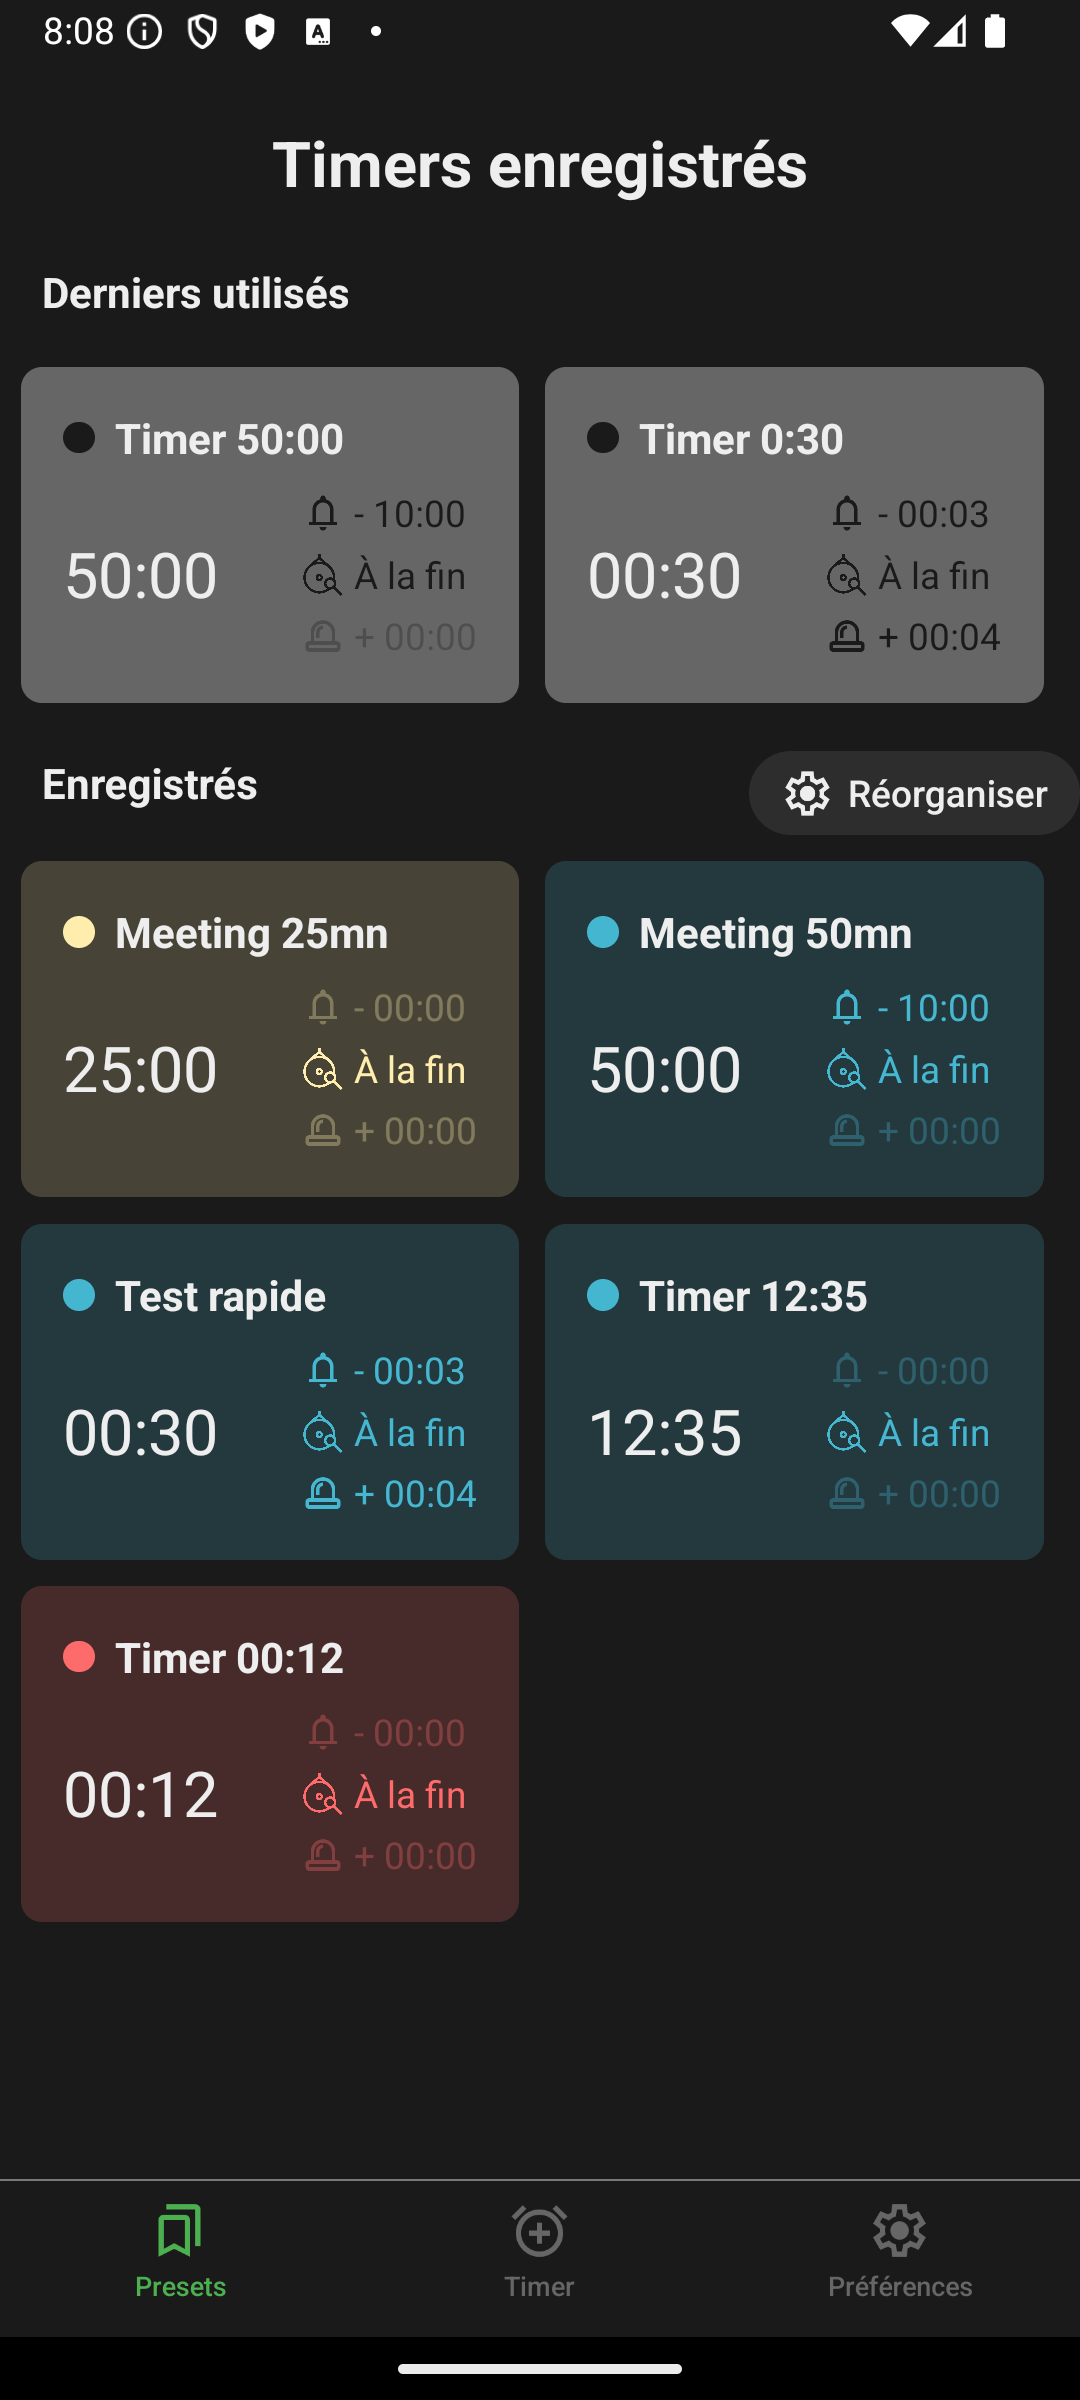 8:08
Timers enregistrés
Derniers utilisés
Timer 50:00
- 10:00
50:00
À la fin
+ 00:00
Timer 0:30
- 00:03
00:30
À la fin
+ 00:04
Enregistrés
Réorganiser
Meeting 25mn
- 00:00
25:00
À la fin
+ 00:00
Meeting 50mn
- 10:00
50:00
À la fin
+ 00:00
Test rapide
- 00:03
00:30
À la fin
+ 00:04
Timer 12:35
- 00:00
12:35
À la fin
+ 00:00
Timer 00:12
- 00:00
00:12
À la fin
+ 00:00
Presets
Timer
Préférences